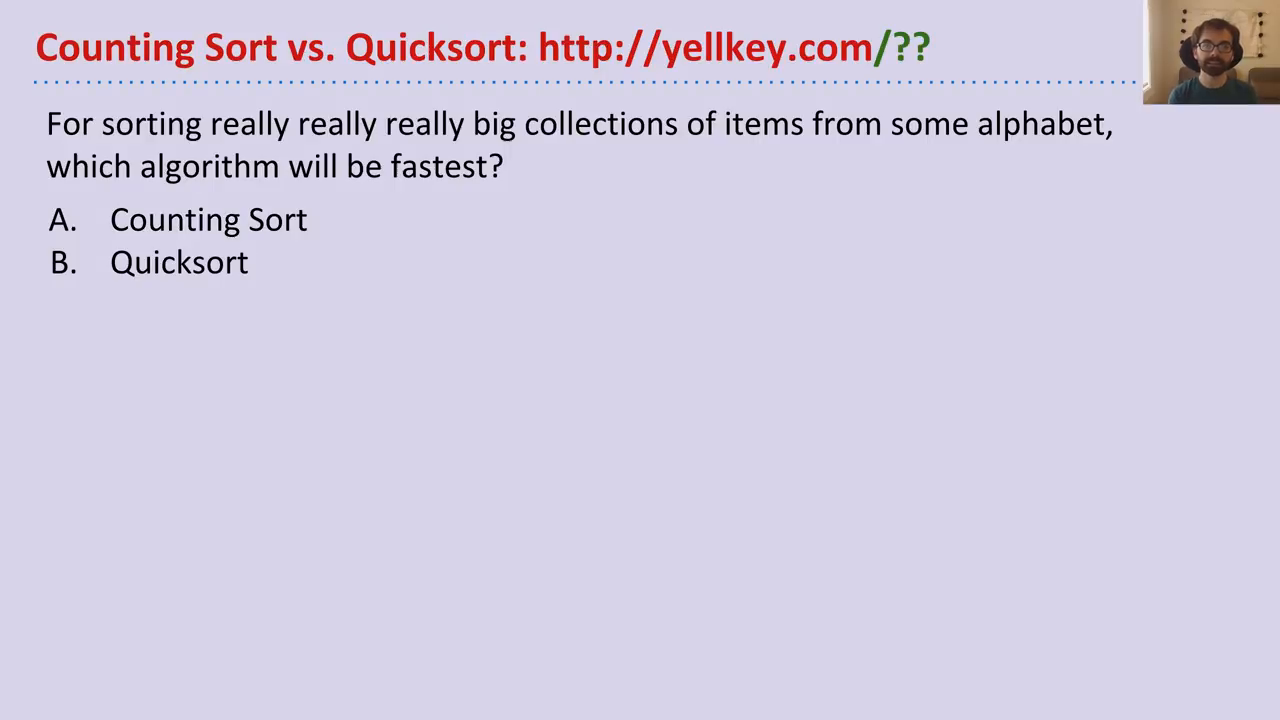 Counting Sort vs. Quicksort: http://yellkey.com/??
For sorting really really really big collections of items from some alphabet,
which algorithm will be fastest?
A. Counting Sort
B. Quicksort